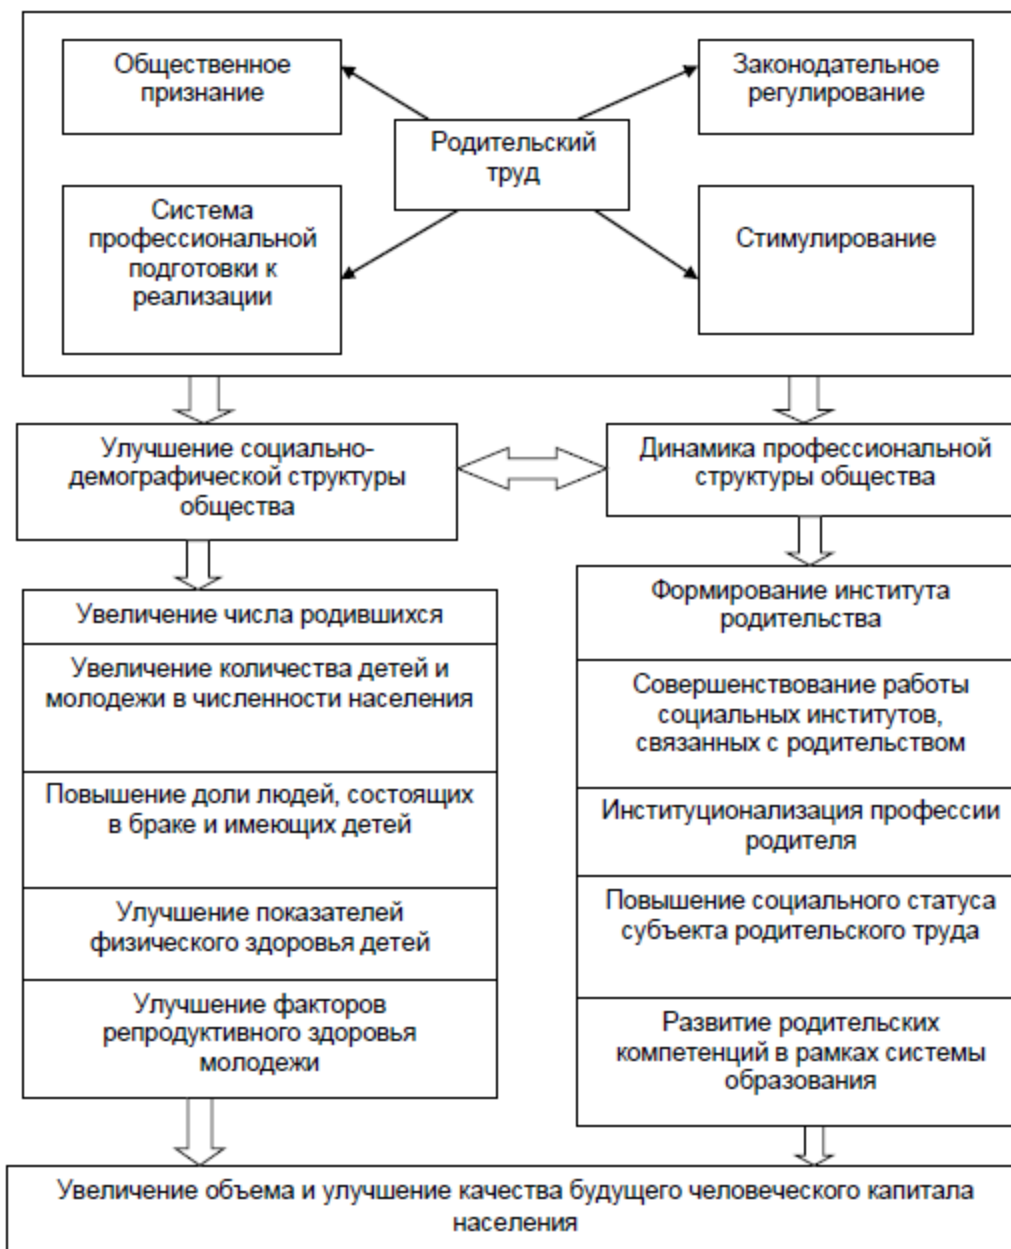 Общественное
признание
Законодательное
регулирование
Родительский
труд
Система
профессиональной
подготовки к
реализации
Стимулирование
Улучшение социально-
демографической структуры
общества
Динамика профессиональной
структуры общества
Увеличение числа родившихся
Увеличение количества детей и
молодежи в численности населения
Повышение доли людей, состоящих
в браке и имеющих детей
Улучшение показателей
физического здоровья детей
Улучшение факторов
репродуктивного здоровья
молодежи
Формирование института
родительства
Совершенствование работы
социальных институтов,
связанных с родительством
Институционализация профессии
родителя
Повышение социального статуса
субъекта родительского труда
Развитие родительских
компетенций в рамках системы
образования
Увеличение объема и улучшение качества будущего человеческого капитала
населения